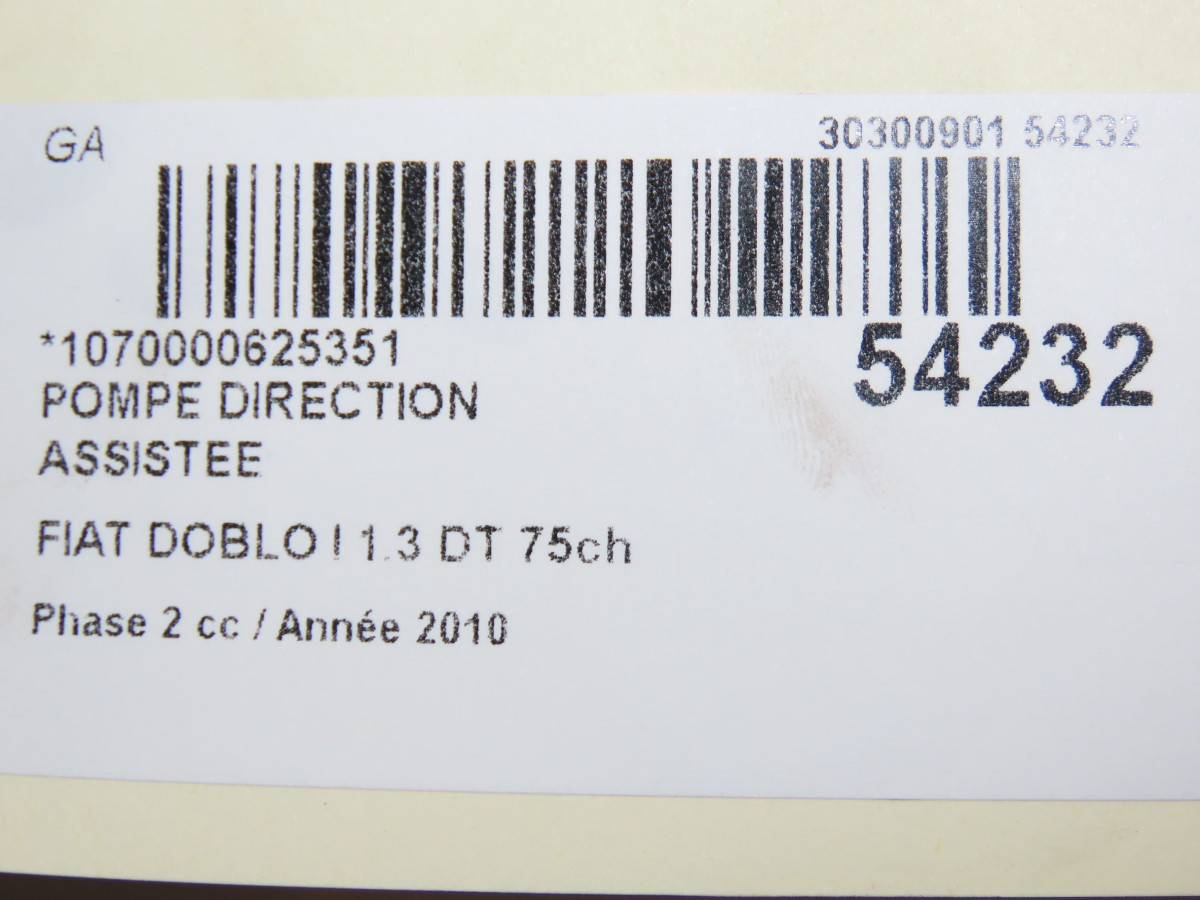 GA
30300901 54232
*1070000625351
54232
POMPE DIRECTION
ASSISTEE
FIAT DOBLO I 1.3 DT 75ch
Phase 2 cc / Année 2010